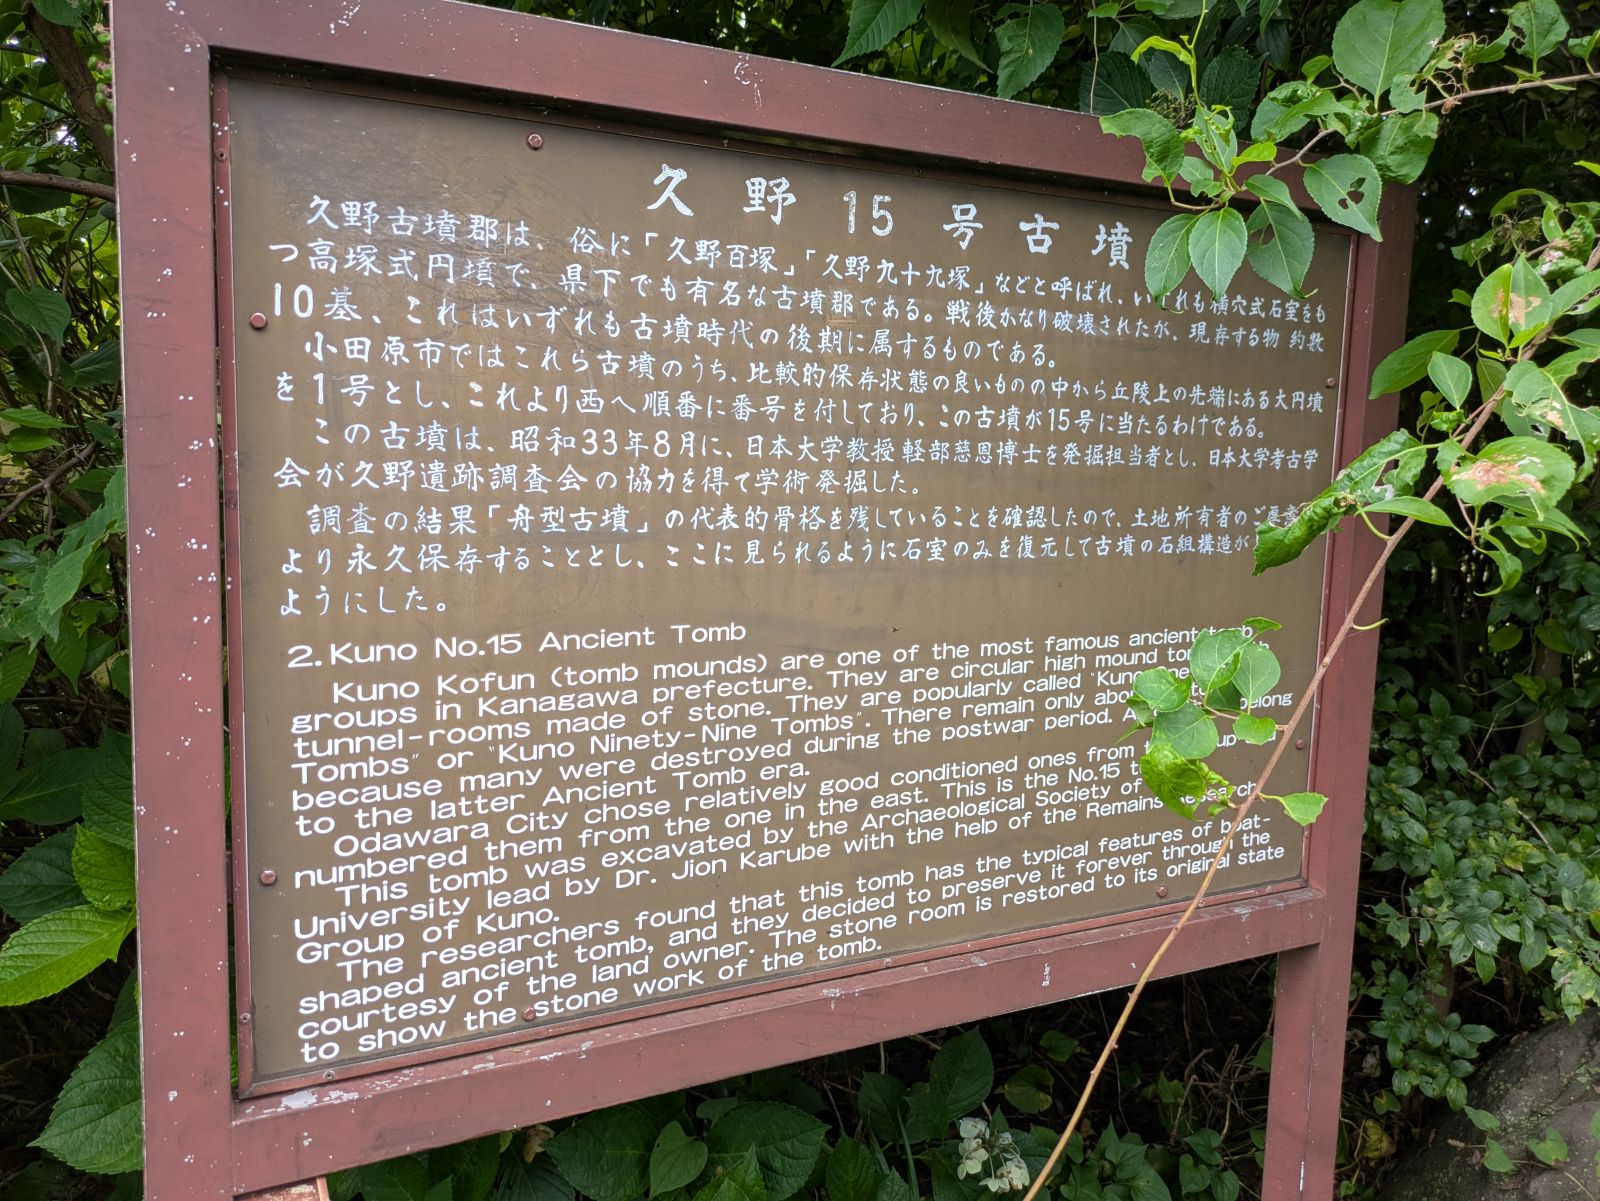 久野15号古墳
久野古墳郡は、俗に「久野百塚」「久野九十九塚」などと呼ばれ、いずれも横穴式石室をも
つ高塚式円墳で、県下でも有名な古墳郡である。戦後かなり破壊されたが、現存する物 約数
10基、これはいずれも古墳時代の後期に属するものである。
小田原市ではこれら古墳のうち、比較的保存状態の良いものの中から丘陵上の先端にある大円墳
を1号とし、これより西へ順番に番号を付しており、この古墳が15号に当たるわけである。
この古墳は、昭和33年8月に、日本大学教授 軽部慈恩博士を発掘担当者とし、日本大学考古学
会が久野遺跡調査会の協力を得て学術発掘した。
調査の結果「舟型古墳」の代表的骨格を残していることを確認したので、土地所有者のご厚意
より永久保存することとし、ここに見られるように石室のみを復元して古墳の石組構造が
ようにした。
2. Kuno No.15 Ancient Tomb
Kuno Kofun (tomb mounds) are one of the most famous ancient tomb
groups in Kanagawa prefecture. They are circular high mound
tunnel-rooms made of stone. They are popularly called "Kuno
Tombs" or "Kuno Ninety-Nine Tombs". There remain only
because many were destroyed during the postwar period. belong
to the latter Ancient Tomb era.
Odawara City chose relatively good conditioned ones from
numbered them from the one in the east. This is the No.15
This tomb was excavated by the Archaeological Society of
University lead by Dr. Jion Karube with the help of the Remains Research
Group of Kuno.
The researchers found that this tomb has the typical features of boat-
shaped ancient tomb, and they decided to preserve it forever through the
courtesy of the land owner. The stone room is restored to its original state
to show the stone work of the tomb.